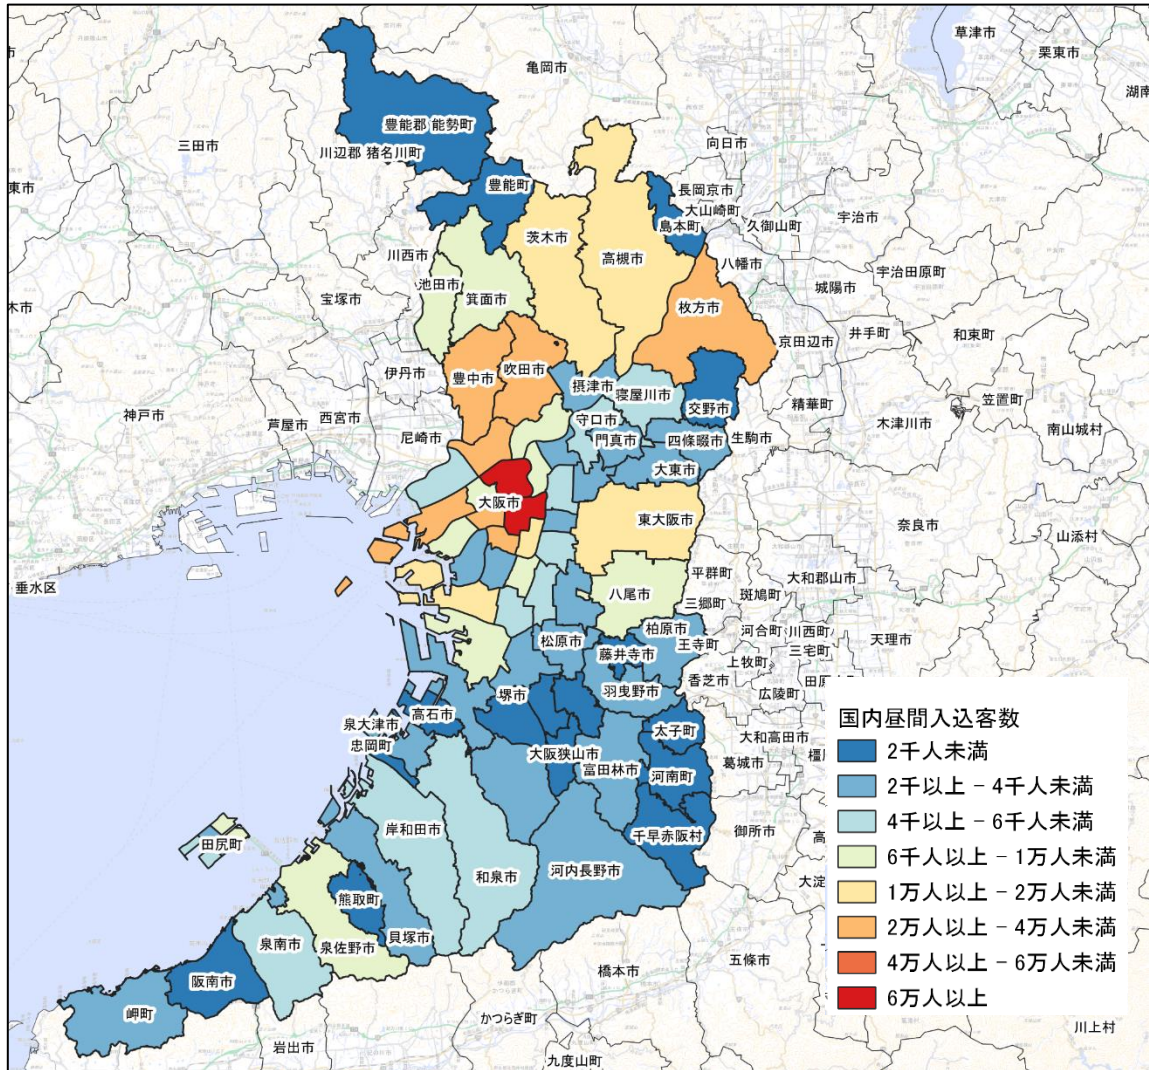 草津市
栗東市
亀岡市
湖南
豊能郡 能勢町
向日市
三田市
川辺郡 猪名川町
東市
豊能町
長岡京市
大山崎町
島本町
久御山町
宇治市
茨木市
高槻市
川西市
八幡市
宇治田原町
池田市
箕面市
城陽市
宝塚市
木市
枚方市
井手町
和東町
京田辺市
伊丹市
豊中市
吹田市
摂津市
寝屋川市
交野市
精華町
笠置町
神戸市
芦屋市
西宮市
尼崎市
守口市
門真市
四條畷市
生駒市
木津川市
南山城村
大東市
大阪市
東大阪市
奈良市
山添村
垂水区
平群町
大和郡山市
八尾市
斑鳩町
三郷町
柏原市
王寺町
河合町
川西町
天理市
松原市
藤井寺市
三宅町
上牧町
香芝市
田原本町
羽曳野市
広陵町
堺市
高石市
泉大津市
忠岡町
太子町
大和高田市
大阪狭山市
富田林市
葛城市
橿原
河南町
岸和田市
千早赤阪村
御所市
高
田尻町
和泉市
河内長野市
大淀
熊取町
貝塚市
泉南市
泉佐野市
五條市
阪南市
橋本市
岬町
かつらぎ町
川上村
岩出市
九度山町
国内昼間入込客数
2千人未満
2千以上 - 4千人未満
4千以上 - 6千人未満
6千人以上 - 1万人未満
1万人以上 - 2万人未満
2万人以上 - 4万人未満
4万人以上 - 6万人未満
6万人以上